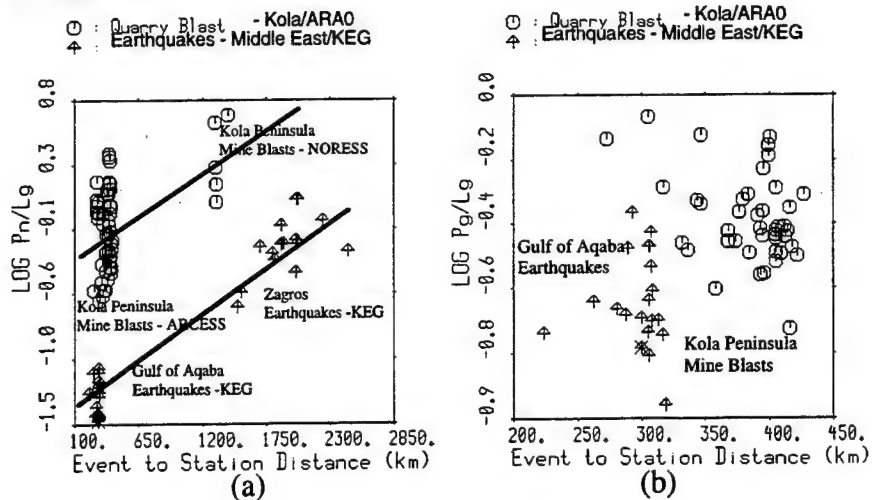 : Quarry Blast - Kola/ARA0
: Earthquakes - Middle East/KEG
LOG Pn/Lg
0.8
0.3
-0.1
-0.6
-1.0
-1.5
Kola Peninsula
Mine Blasts - NORESS
Kola Peninsula
Mine Blasts - ARCESS
Zagros
Earthquakes -KEG
Gulf of Aqaba
Earthquakes -KEG
100. 650. 1200. 1750. 2300. 2850.
Event to Station Distance (km)
(a)
: Quarry Blast - Kola/ARA0
: Earthquakes - Middle East/KEG
LOG Pg/Lg
0.0
-0.2
-0.4
-0.6
-0.8
-0.9
Gulf of Aqaba
Earthquakes
Kola Peninsula
Mine Blasts
200. 250. 300. 350. 400. 450.
Event to Station Distance (km)
(b)